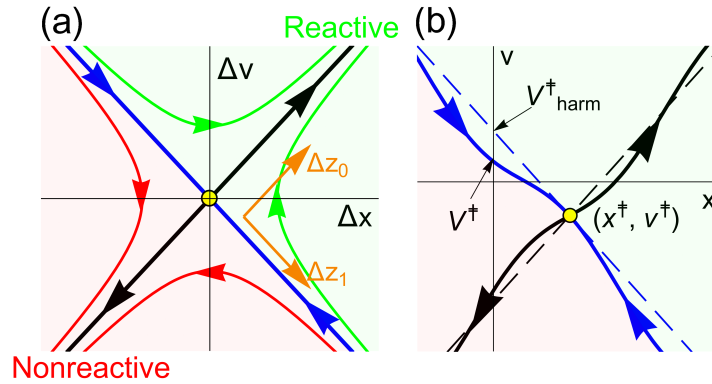 (a)
Reactive
Δv
Δz₀
Δx
Δz₁
Nonreactive
(b)
v
V‡harm
x
V‡
(x‡, v‡)